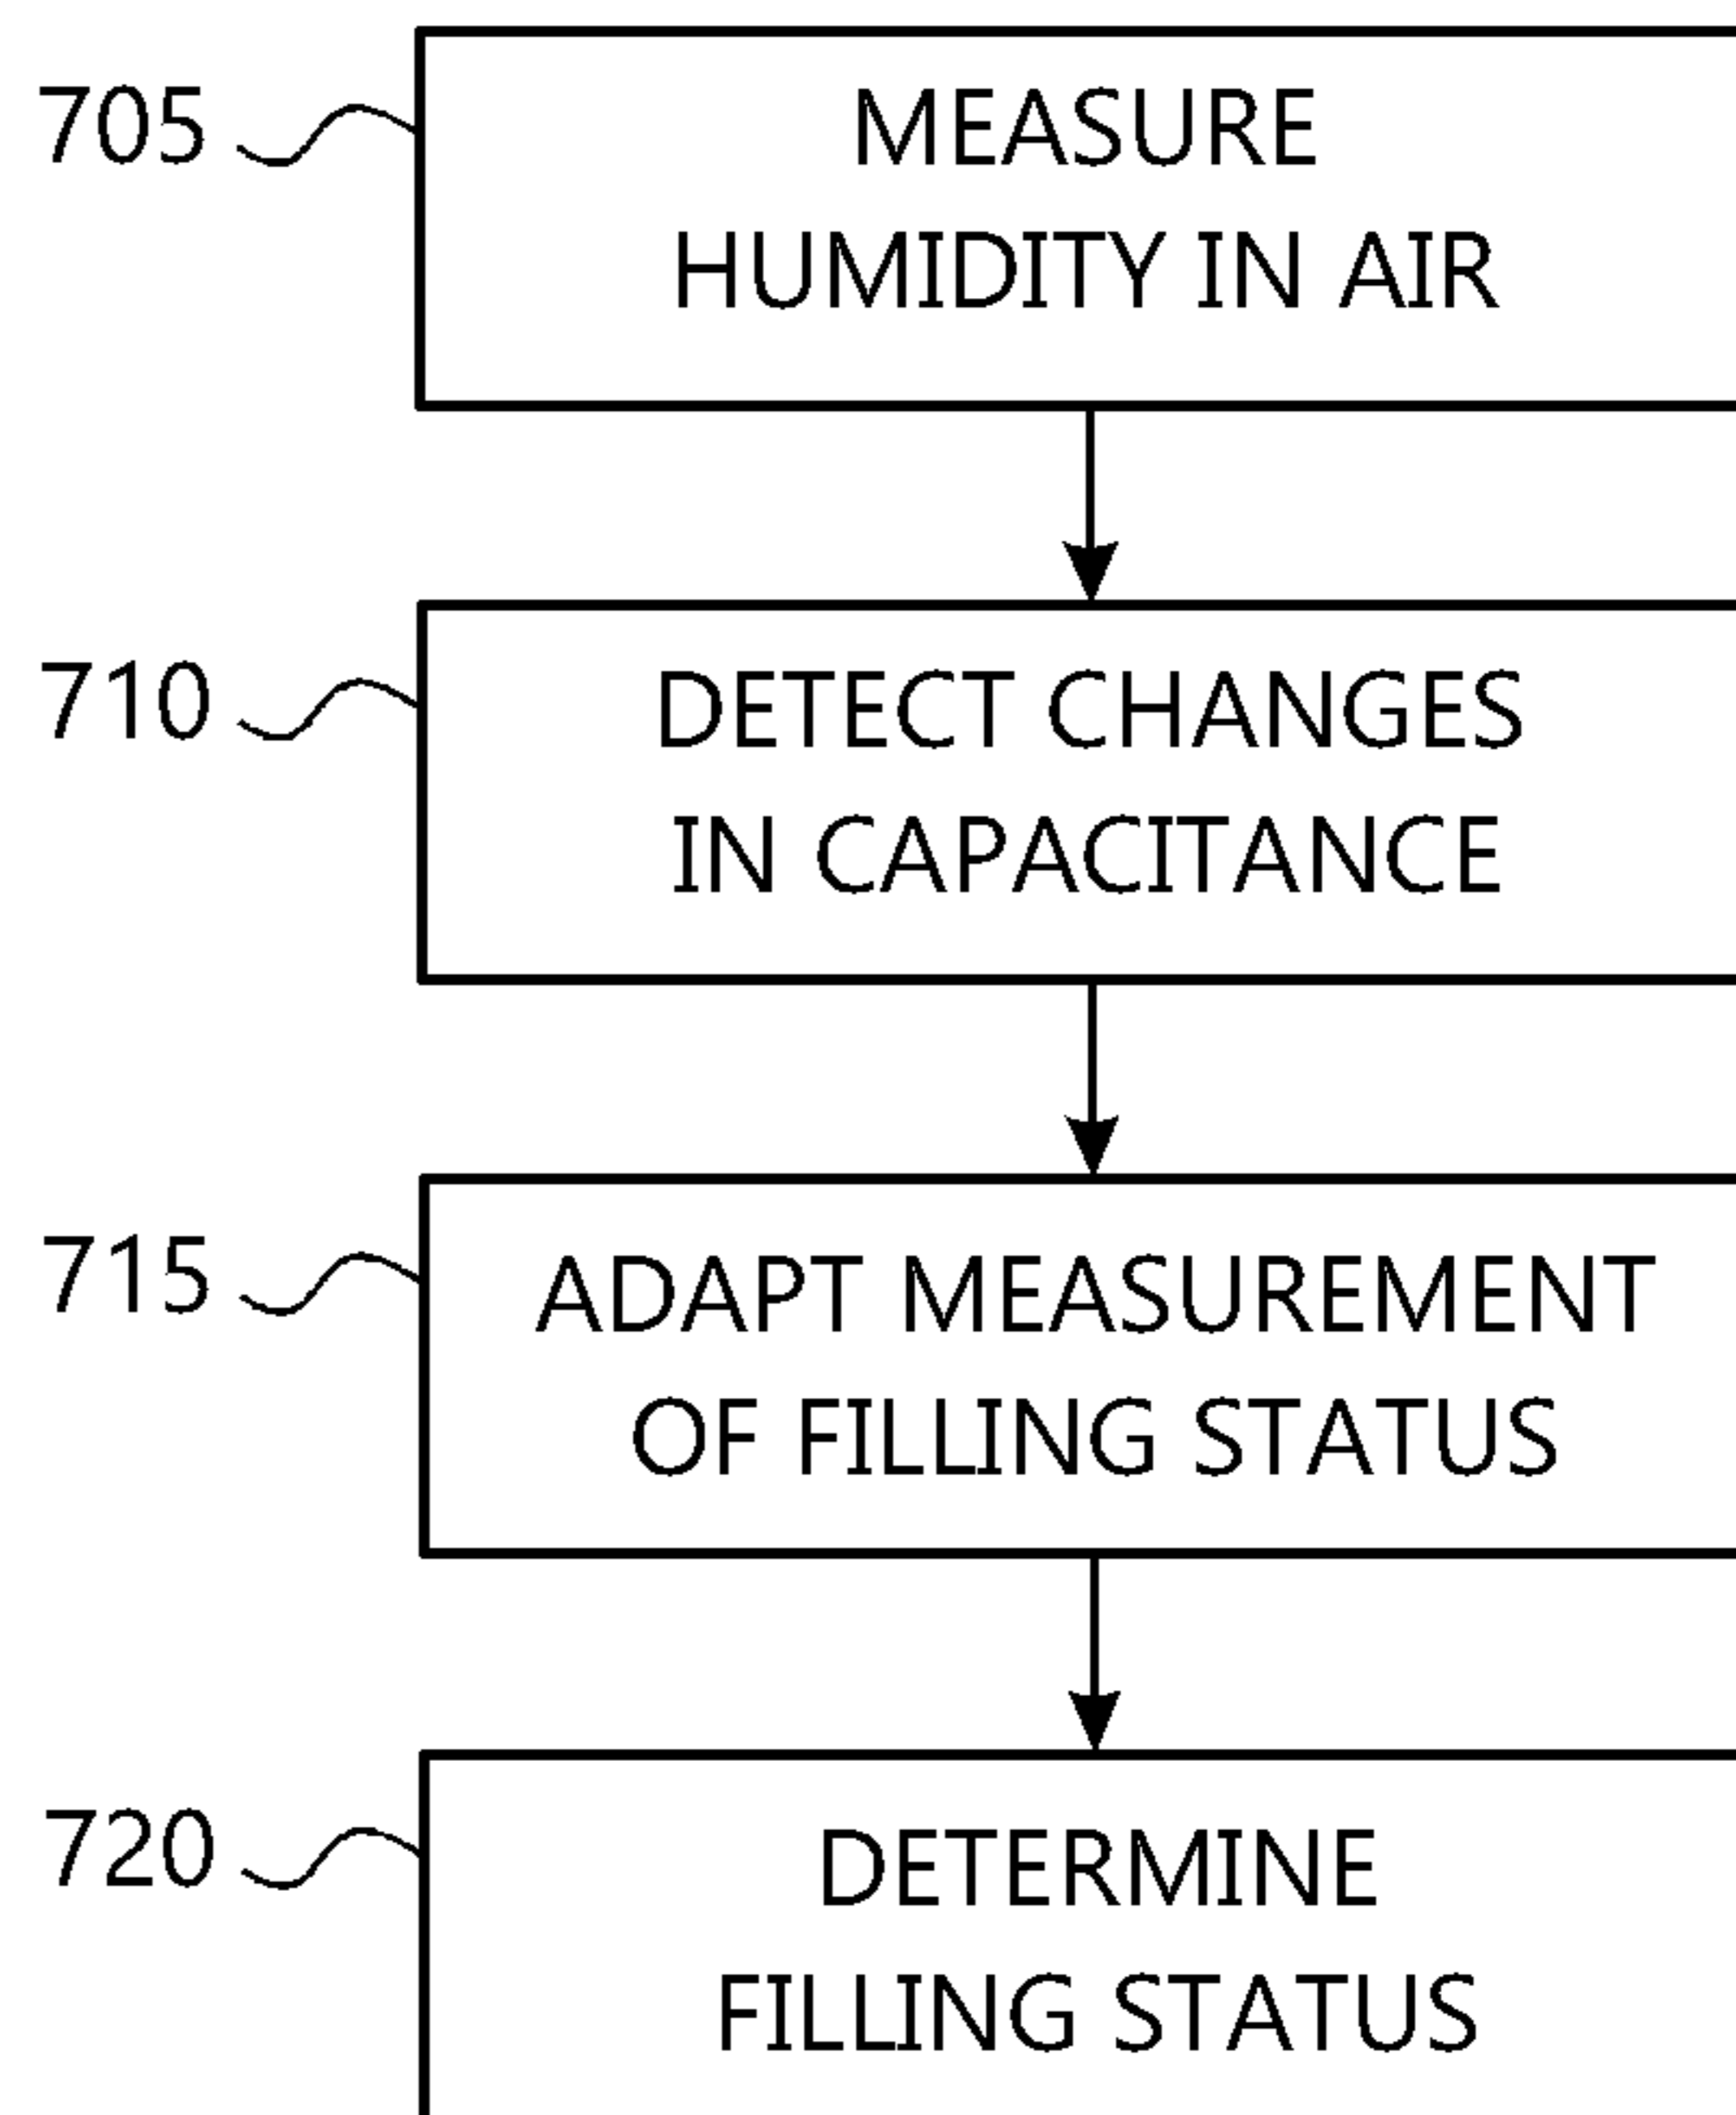 705
MEASURE
HUMIDITY IN AIR
710
DETECT CHANGES
IN CAPACITANCE
715
ADAPT MEASUREMENT
OF FILLING STATUS
720
DETERMINE
FILLING STATUS